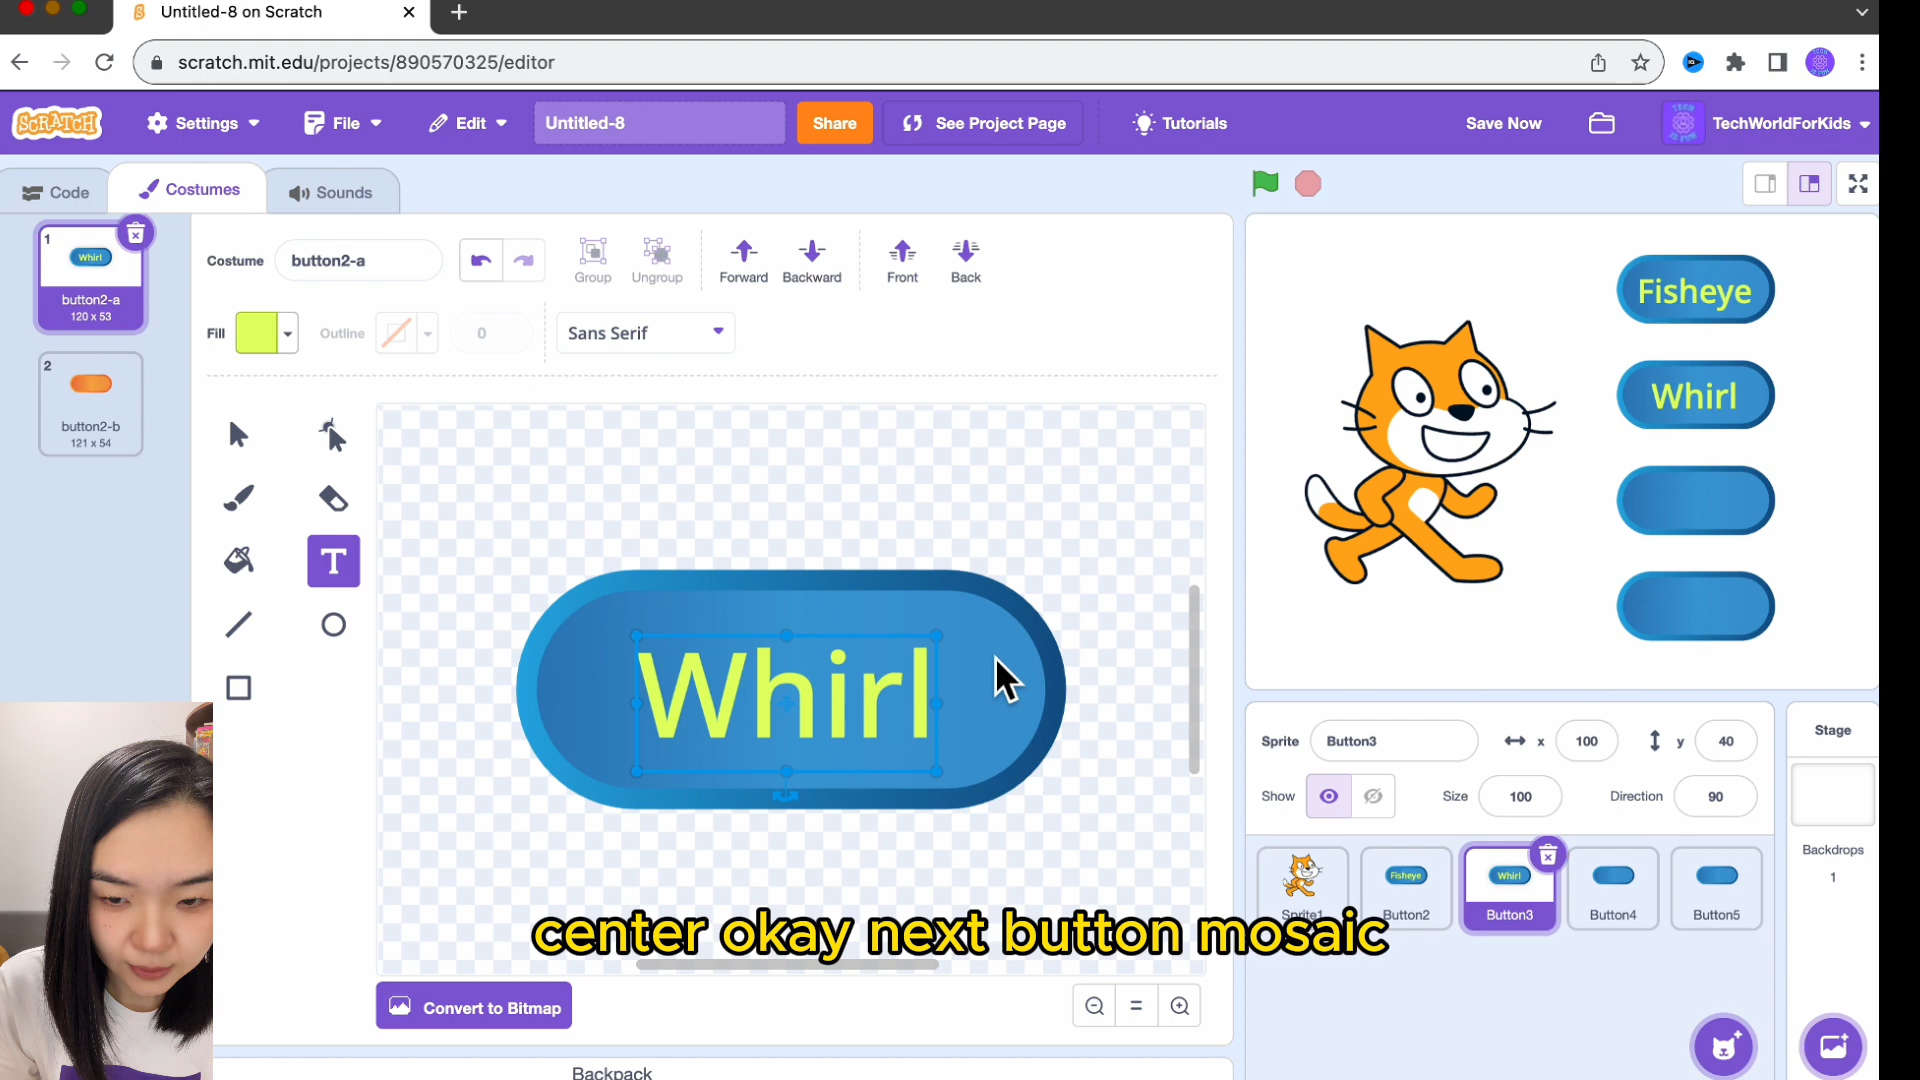 Untitled-8 on Scratch
scratch.mit.edu/projects/890570325/editor
SCRATCH
Settings
File
Edit
Untitled-8
Share
See Project Page
Tutorials
Save Now
TechWorldForKids
Code
Costumes
Sounds
1
Whirl
button2-a
120 x 53
2
button2-b
121 x 54
Costume
button2-a
Group
Ungroup
Forward
Backward
Front
Back
Fill
Outline
0
Sans Serif
T
Whirl
Convert to Bitmap
Backpack
Fisheye
Whirl
Sprite
Button3
x
100
y
40
Show
Size
100
Direction
90
Sprite1
Fisheye
Button2
Whirl
Button3
Button4
Button5
Stage
Backdrops
1
center okay next button mosaic